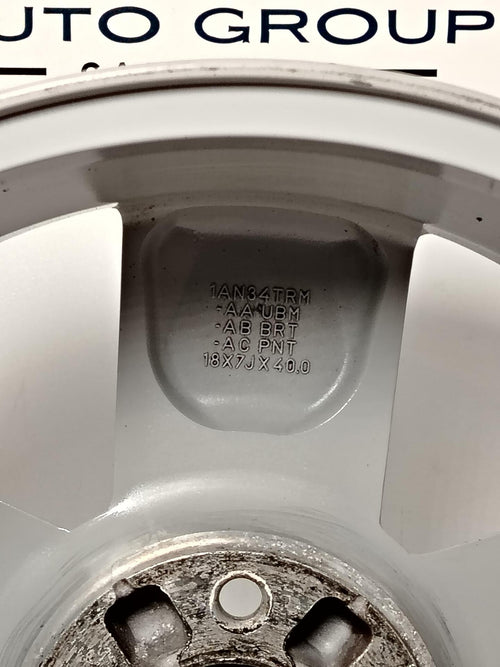 UTO GROUP
1AN34TRM
-AA UBM
-AB BRT
-AC PNT
18X7JX40.0